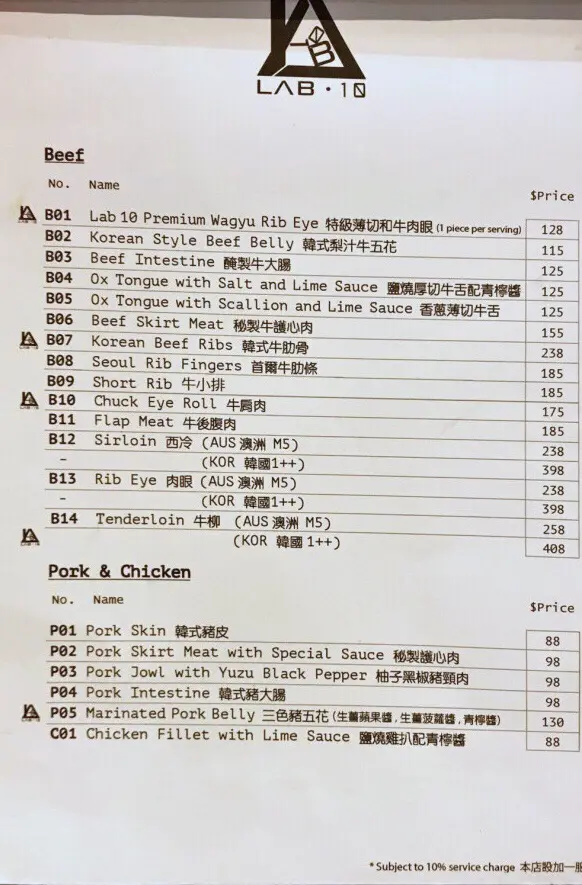 B
LAB·10
Beef
No. Name $Price
B01 Lab 10 Premium Wagyu Rib Eye 特級薄切和牛肉眼 (1 piece per serving) 128
B02 Korean Style Beef Belly 韓式梨汁牛五花 115
B03 Beef Intestine 醃製牛大腸 125
B04 Ox Tongue with Salt and Lime Sauce 鹽燒厚切牛舌配青檸醬 125
B05 Ox Tongue with Scallion and Lime Sauce 香蔥薄切牛舌 125
B06 Beef Skirt Meat 秘製牛護心肉 155
B07 Korean Beef Ribs 韓式牛肋骨 238
B08 Seoul Rib Fingers 首爾牛肋條 185
B09 Short Rib 牛小排 185
B10 Chuck Eye Roll 牛肩肉 175
B11 Flap Meat 牛後腹肉 185
B12 Sirloin 西冷 (AUS 澳洲 M5) 238
- (KOR 韓國1++) 398
B13 Rib Eye 肉眼 (AUS 澳洲 M5) 238
- (KOR 韓國1++) 398
B14 Tenderloin 牛柳 (AUS 澳洲 M5) 258
(KOR 韓國1++) 408
Pork & Chicken
No. Name $Price
P01 Pork Skin 韓式豬皮 88
P02 Pork Skirt Meat with Special Sauce 秘製護心肉 98
P03 Pork Jowl with Yuzu Black Pepper 柚子黑椒豬頸肉 98
P04 Pork Intestine 韓式豬大腸 98
P05 Marinated Pork Belly 三色豬五花 (生薑蘋果醬,生薑菠蘿醬,青檸醬) 130
C01 Chicken Fillet with Lime Sauce 鹽燒雞扒配青檸醬 88
*Subject to 10% service charge 本店設加一服